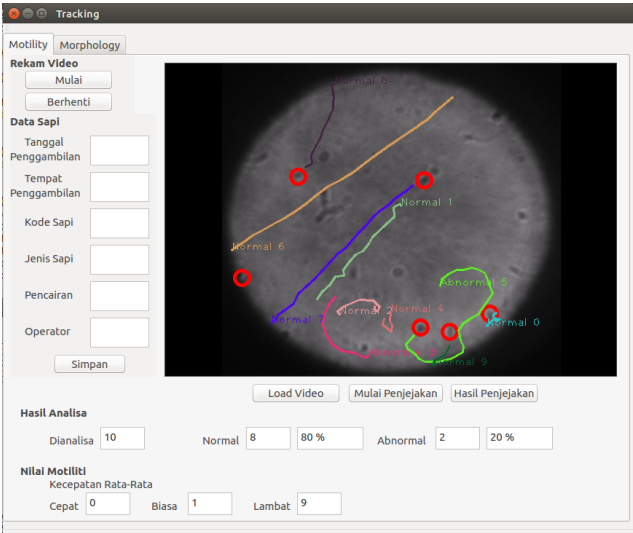 Tracking
Motility Morphology
Rekam Video
Mulai
Berhenti
Data Sapi
Tanggal
Penggambilan
Tempat
Penggambilan
Kode Sapi
Jenis Sapi
Pencairan
Operator
Simpan
Normal 8
Normal 1
Normal 6
Abnormal 5
Normal 2
Normal 4
Normal 7
Normal 0
Normal 9
Load Video Mulai Penjejakan Hasil Penjejakan
Hasil Analisa
Dianalisa 10 Normal 8 80 % Abnormal 2 20 %
Nilai Motiliti
Kecepatan Rata-Rata
Cepat 0 Biasa 1 Lambat 9